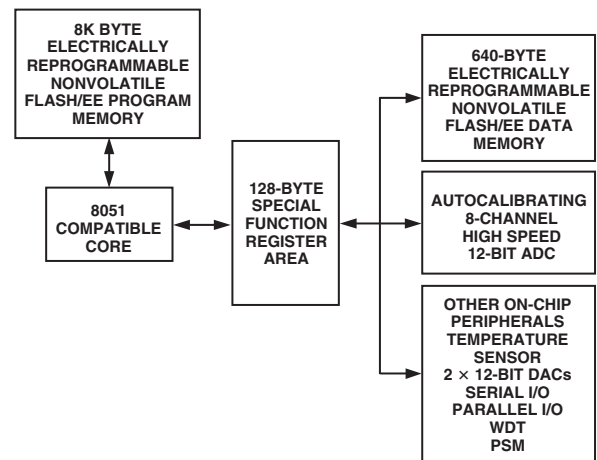 8K BYTE
ELECTRICALLY
REPROGRAMMABLE
NONVOLATILE
FLASH/EE PROGRAM
MEMORY
8051
COMPATIBLE
CORE
128-BYTE
SPECIAL
FUNCTION
REGISTER
AREA
640-BYTE
ELECTRICALLY
REPROGRAMMABLE
NONVOLATILE
FLASH/EE DATA
MEMORY
AUTOCALIBRATING
8-CHANNEL
HIGH SPEED
12-BIT ADC
OTHER ON-CHIP
PERIPHERALS
TEMPERATURE
SENSOR
2 × 12-BIT DACs
SERIAL I/O
PARALLEL I/O
WDT
PSM